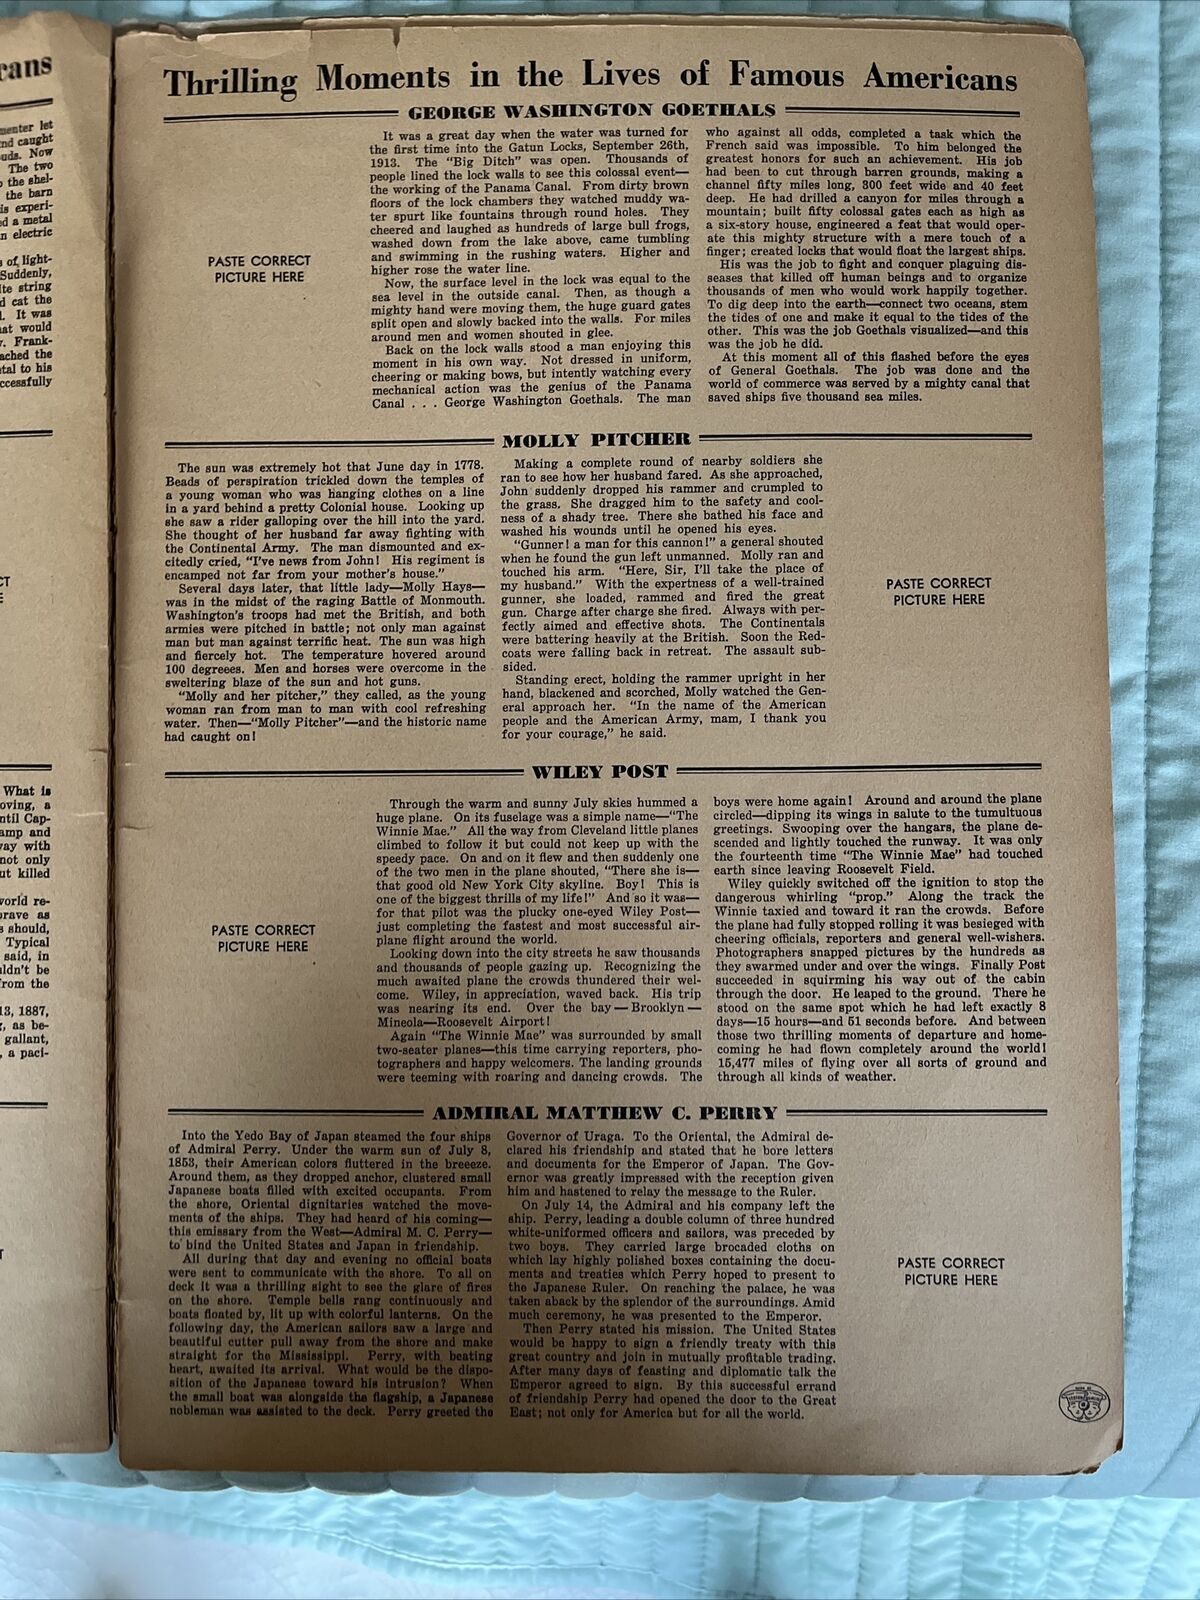 cans
menter let
nd caught
uds. Now
The two
o the shel-
the barn
is experi-
ed a metal
n electric
s of light-
Suddenly,
ite string
d cat the
l. It was
hat would
y. Frank-
ached the
etal to his
ccessfully
CT
E
What is
oving, a
ntil Cap-
amp and
way with
not only
ut killed
world re-
brave as
s should,
Typical
said, in
uldn't be
from the
13, 1887,
g, as be-
gallant,
, a paci-
T
Thrilling Moments in the Lives of Famous Americans
GEORGE WASHINGTON GOETHALS
PASTE CORRECT
PICTURE HERE
It was a great day when the water was turned for
the first time into the Gatun Locks, September 26th,
1913. The "Big Ditch" was open. Thousands of
people lined the lock walls to see this colossal event—
the working of the Panama Canal. From dirty brown
floors of the lock chambers they watched muddy wa-
ter spurt like fountains through round holes. They
cheered and laughed as hundreds of large bull frogs,
washed down from the lake above, came tumbling
and swimming in the rushing waters. Higher and
higher rose the water line.
Now, the surface level in the lock was equal to the
sea level in the outside canal. Then, as though a
mighty hand were moving them, the huge guard gates
split open and slowly backed into the walls. For miles
around men and women shouted in glee.
Back on the lock walls stood a man enjoying this
moment in his own way. Not dressed in uniform,
cheering or making bows, but intently watching every
mechanical action was the genius of the Panama
Canal . . . George Washington Goethals. The man
who against all odds, completed a task which the
French said was impossible. To him belonged the
greatest honors for such an achievement. His job
had been to cut through barren grounds, making a
channel fifty miles long, 300 feet wide and 40 feet
deep. He had drilled a canyon for miles through a
mountain; built fifty colossal gates each as high as
a six-story house, engineered a feat that would oper-
ate this mighty structure with a mere touch of a
finger; created locks that would float the largest ships.
His was the job to fight and conquer plaguing dis-
eases that killed off human beings and to organize
thousands of men who would work happily together.
To dig deep into the earth—connect two oceans, stem
the tides of one and make it equal to the tides of the
other. This was the job Goethals visualized—and this
was the job he did.
At this moment all of this flashed before the eyes
of General Goethals. The job was done and the
world of commerce was served by a mighty canal that
saved ships five thousand sea miles.
MOLLY PITCHER
The sun was extremely hot that June day in 1778.
Beads of perspiration trickled down the temples of
a young woman who was hanging clothes on a line
in a yard behind a pretty Colonial house. Looking up
she saw a rider galloping over the hill into the yard.
She thought of her husband far away fighting with
the Continental Army. The man dismounted and ex-
citedly cried, "I've news from John! His regiment is
encamped not far from your mother's house."
Several days later, that little lady—Molly Hays—
was in the midst of the raging Battle of Monmouth.
Washington's troops had met the British, and both
armies were pitched in battle; not only man against
man but man against terrific heat. The sun was high
and fiercely hot. The temperature hovered around
100 degreees. Men and horses were overcome in the
sweltering blaze of the sun and hot guns.
"Molly and her pitcher," they called, as the young
woman ran from man to man with cool refreshing
water. Then—"Molly Pitcher"—and the historic name
had caught on!
Making a complete round of nearby soldiers she
ran to see how her husband fared. As she approached,
John suddenly dropped his rammer and crumpled to
the grass. She dragged him to the safety and cool-
ness of a shady tree. There she bathed his face and
washed his wounds until he opened his eyes.
"Gunner! a man for this cannon!" a general shouted
when he found the gun left unmanned. Molly ran and
touched his arm. "Here, Sir, I'll take the place of
my husband." With the expertness of a well-trained
gunner, she loaded, rammed and fired the great
gun. Charge after charge she fired. Always with per-
fectly aimed and effective shots. The Continentals
were battering heavily at the British. Soon the Red-
coats were falling back in retreat. The assault sub-
sided.
Standing erect, holding the rammer upright in her
hand, blackened and scorched, Molly watched the Gen-
eral approach her. "In the name of the American
people and the American Army, mam, I thank you
for your courage," he said.
PASTE CORRECT
PICTURE HERE
WILEY POST
PASTE CORRECT
PICTURE HERE
Through the warm and sunny July skies hummed a
huge plane. On its fuselage was a simple name—"The
Winnie Mae." All the way from Cleveland little planes
climbed to follow it but could not keep up with the
speedy pace. On and on it flew and then suddenly one
of the two men in the plane shouted, "There she is—
that good old New York City skyline. Boy! This is
one of the biggest thrills of my life!" And so it was—
for that pilot was the plucky one-eyed Wiley Post—
just completing the fastest and most successful air-
plane flight around the world.
Looking down into the city streets he saw thousands
and thousands of people gazing up. Recognizing the
much awaited plane the crowds thundered their wel-
come. Wiley, in appreciation, waved back. His trip
was nearing its end. Over the bay—Brooklyn—
Mineola—Roosevelt Airport!
Again "The Winnie Mae" was surrounded by small
two-seater planes—this time carrying reporters, pho-
tographers and happy welcomers. The landing grounds
were teeming with roaring and dancing crowds. The
boys were home again! Around and around the plane
circled—dipping its wings in salute to the tumultuous
greetings. Swooping over the hangars, the plane de-
scended and lightly touched the runway. It was only
the fourteenth time "The Winnie Mae" had touched
earth since leaving Roosevelt Field.
Wiley quickly switched off the ignition to stop the
dangerous whirling "prop." Along the track the
Winnie taxied and toward it ran the crowds. Before
the plane had fully stopped rolling it was besieged with
cheering officials, reporters and general well-wishers.
Photographers snapped pictures by the hundreds as
they swarmed under and over the wings. Finally Post
succeeded in squirming his way out of the cabin
through the door. He leaped to the ground. There he
stood on the same spot which he had left exactly 8
days—15 hours—and 51 seconds before. And between
those two thrilling moments of departure and home-
coming he had flown completely around the world!
15,477 miles of flying over all sorts of ground and
through all kinds of weather.
ADMIRAL MATTHEW C. PERRY
Into the Yedo Bay of Japan steamed the four ships
of Admiral Perry. Under the warm sun of July 8,
1853, their American colors fluttered in the breeeze.
Around them, as they dropped anchor, clustered small
Japanese boats filled with excited occupants. From
the shore, Oriental dignitaries watched the move-
ments of the ships. They had heard of his coming—
this emissary from the West—Admiral M. C. Perry—
to bind the United States and Japan in friendship.
All during that day and evening no official boats
were sent to communicate with the shore. To all on
deck it was a thrilling sight to see the glare of fires
on the shore. Temple bells rang continuously and
boats floated by, lit up with colorful lanterns. On the
following day, the American sailors saw a large and
beautiful cutter pull away from the shore and make
straight for the Mississippi. Perry, with beating
heart, awaited its arrival. What would be the dispo-
sition of the Japanese toward his intrusion? When
the small boat was alongside the flagship, a Japanese
nobleman was assisted to the deck. Perry greeted the
Governor of Uraga. To the Oriental, the Admiral de-
clared his friendship and stated that he bore letters
and documents for the Emperor of Japan. The Gov-
ernor was greatly impressed with the reception given
him and hastened to relay the message to the Ruler.
On July 14, the Admiral and his company left the
ship. Perry, leading a double column of three hundred
white-uniformed officers and sailors, was preceded by
two boys. They carried large brocaded cloths on
which lay highly polished boxes containing the docu-
ments and treaties which Perry hoped to present to
the Japanese Ruler. On reaching the palace, he was
taken aback by the splendor of the surroundings. Amid
much ceremony, he was presented to the Emperor.
Then Perry stated his mission. The United States
would be happy to sign a friendly treaty with this
great country and join in mutually profitable trading.
After many days of feasting and diplomatic talk the
Emperor agreed to sign. By this successful errand
of friendship Perry had opened the door to the Great
East; not only for America but for all the world.
PASTE CORRECT
PICTURE HERE